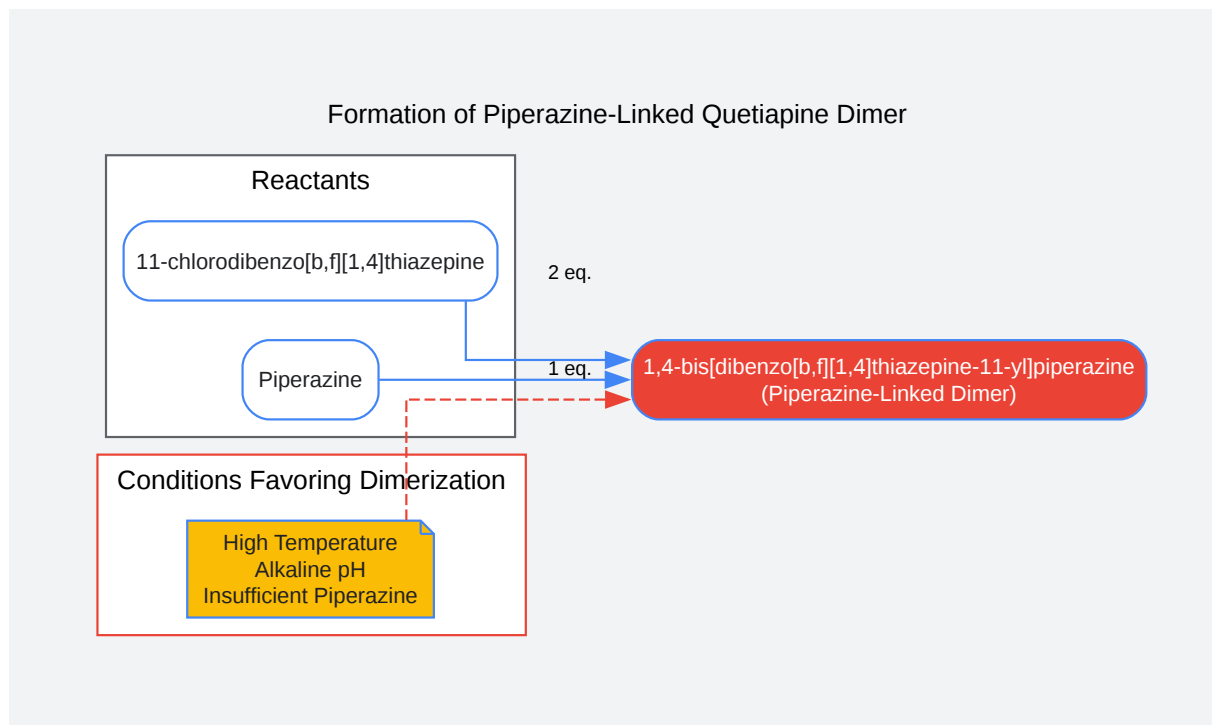 Formation of Piperazine-Linked Quetiapine Dimer
Reactants
11-chlorodibenzo[b,f][1,4]thiazepine
2 eq.
Piperazine
1 eq.
1,4-bis[dibenzo[b,f][1,4]thiazepine-11-yl]piperazine
(Piperazine-Linked Dimer)
Conditions Favoring Dimerization
High Temperature
Alkaline pH
Insufficient Piperazine